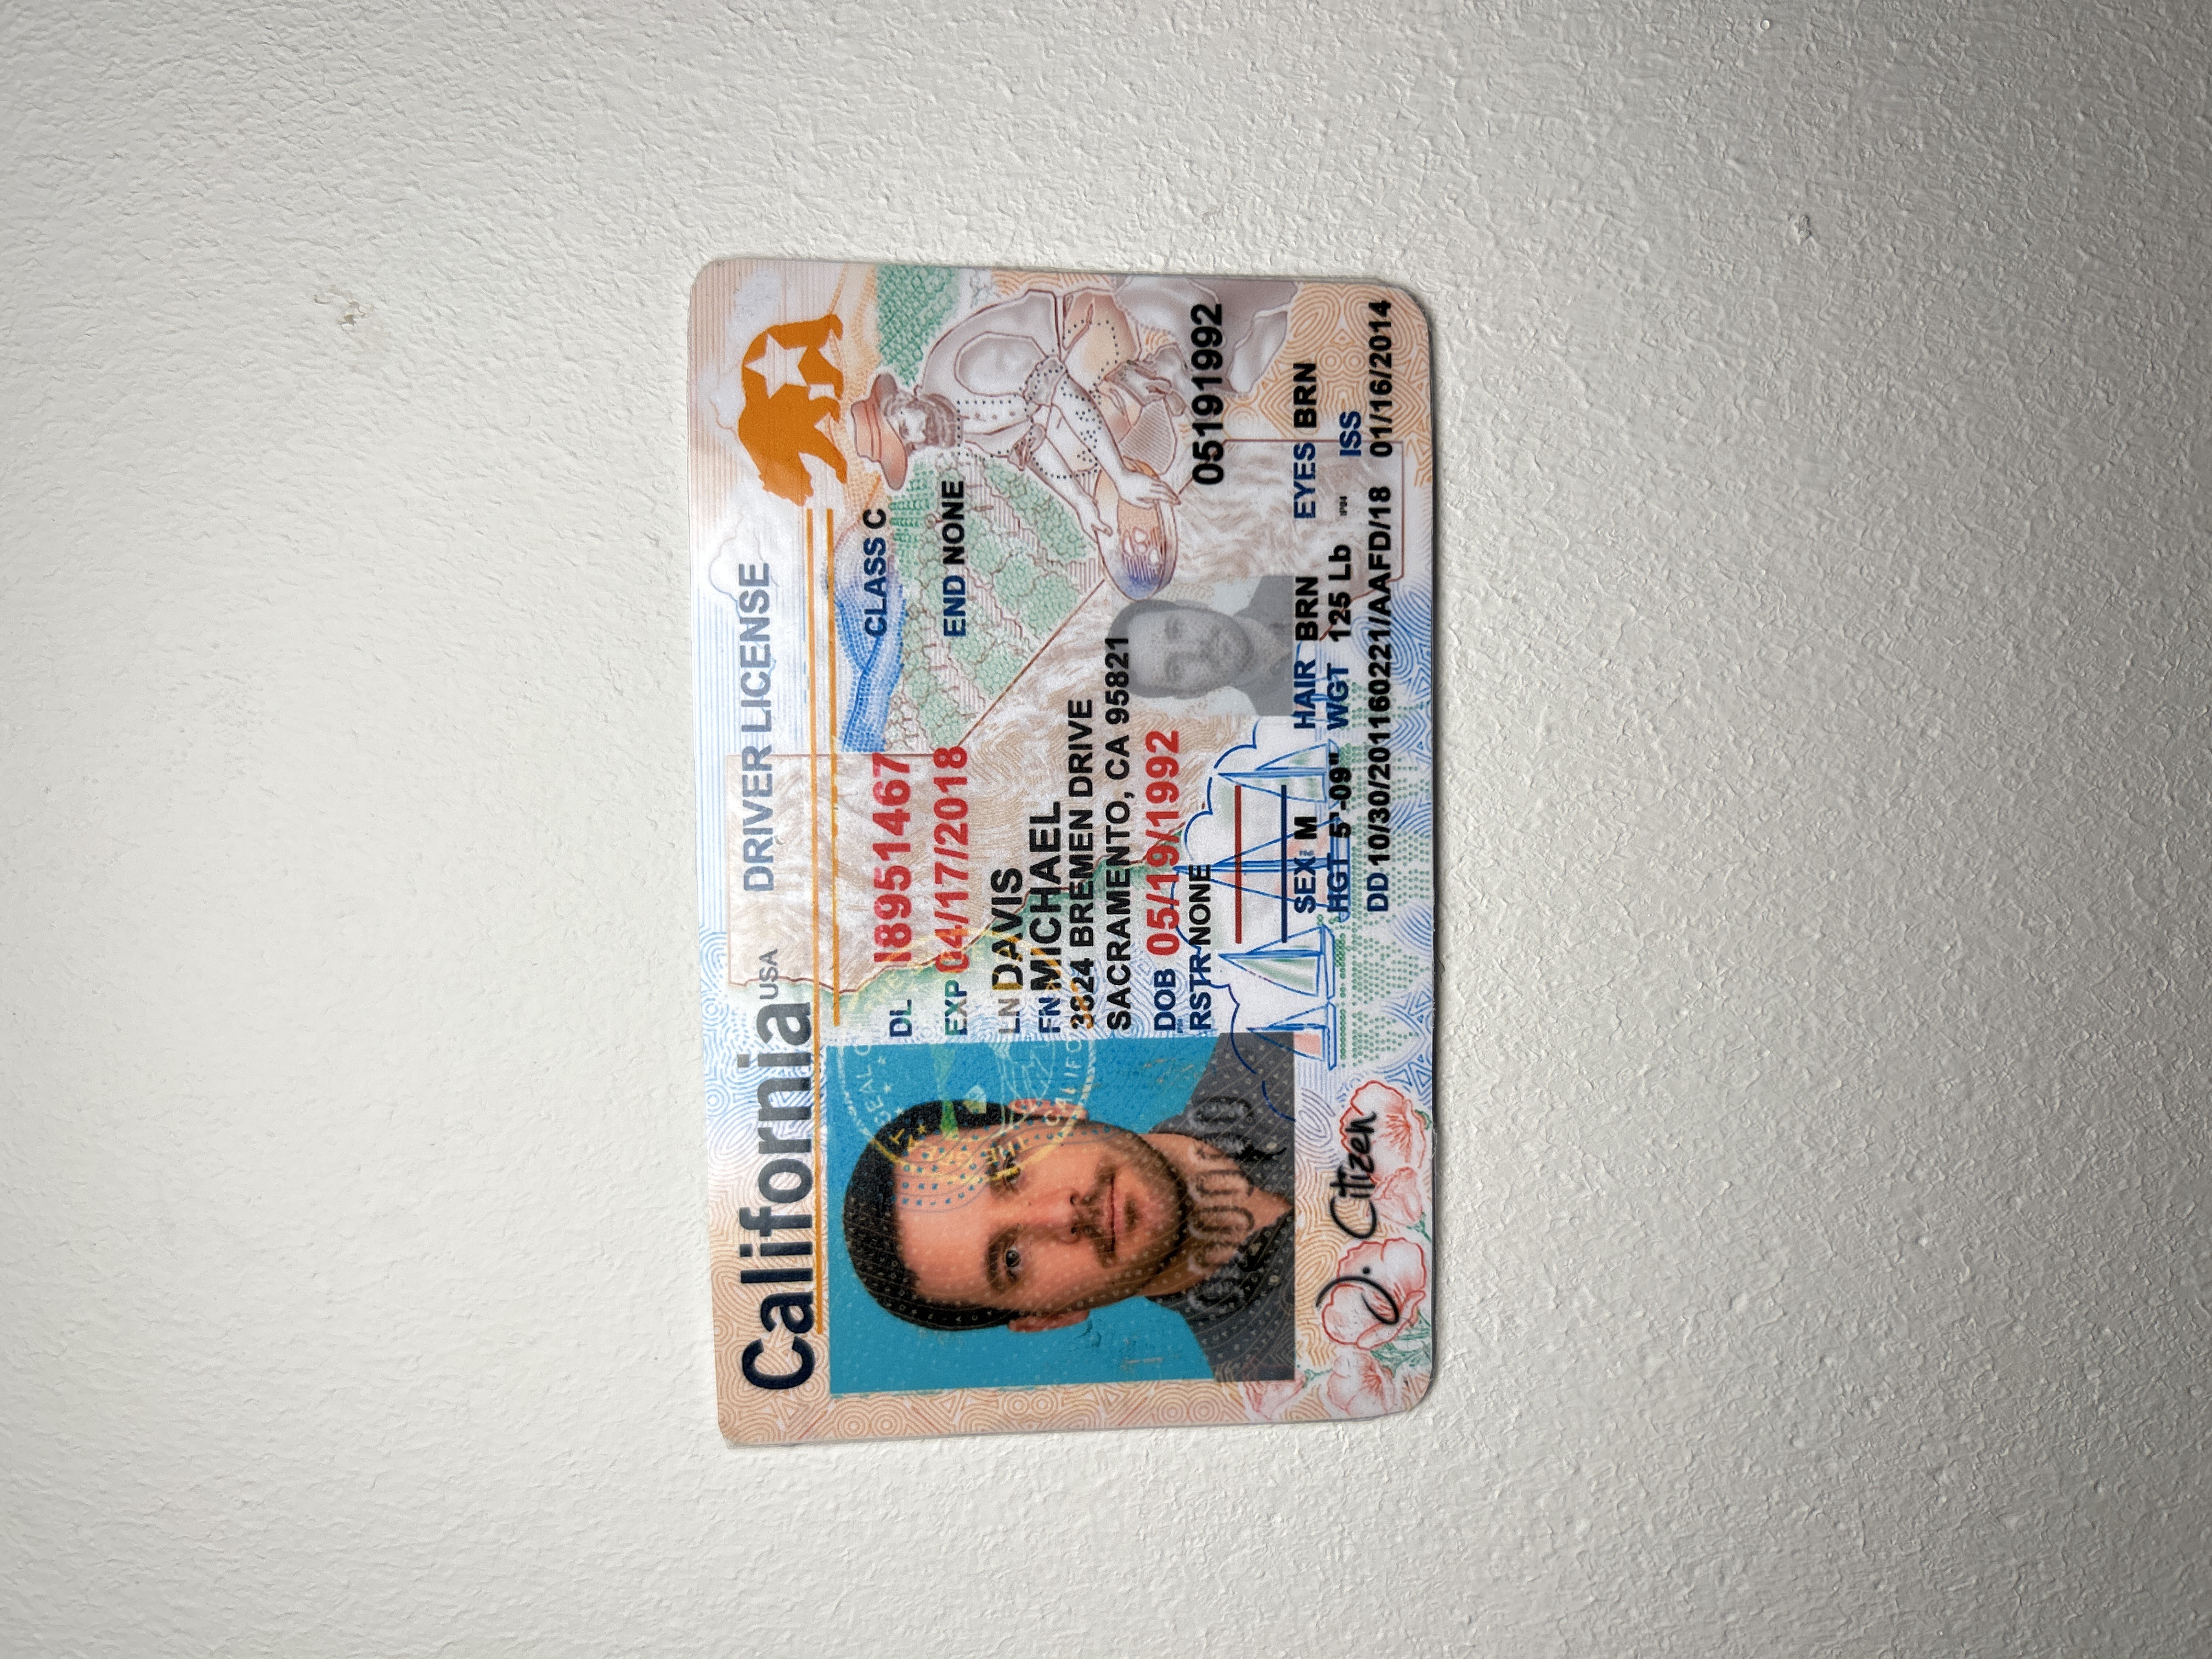 California USA DRIVER LICENSE
DL I8951467 CLASS C
EXP 04/17/2018 END NONE
LN DAVIS
FN MICHAEL
3824 BREMEN DRIVE
SACRAMENTO, CA 95821
DOB 05/19/1992
RSTR NONE 05191992
SEX M HAIR BRN EYES BRN
HGT 5'-09" WGT 125 Lb ISS
DD 10/30/201160221/AAFD/18 01/16/2014
J. Citizen